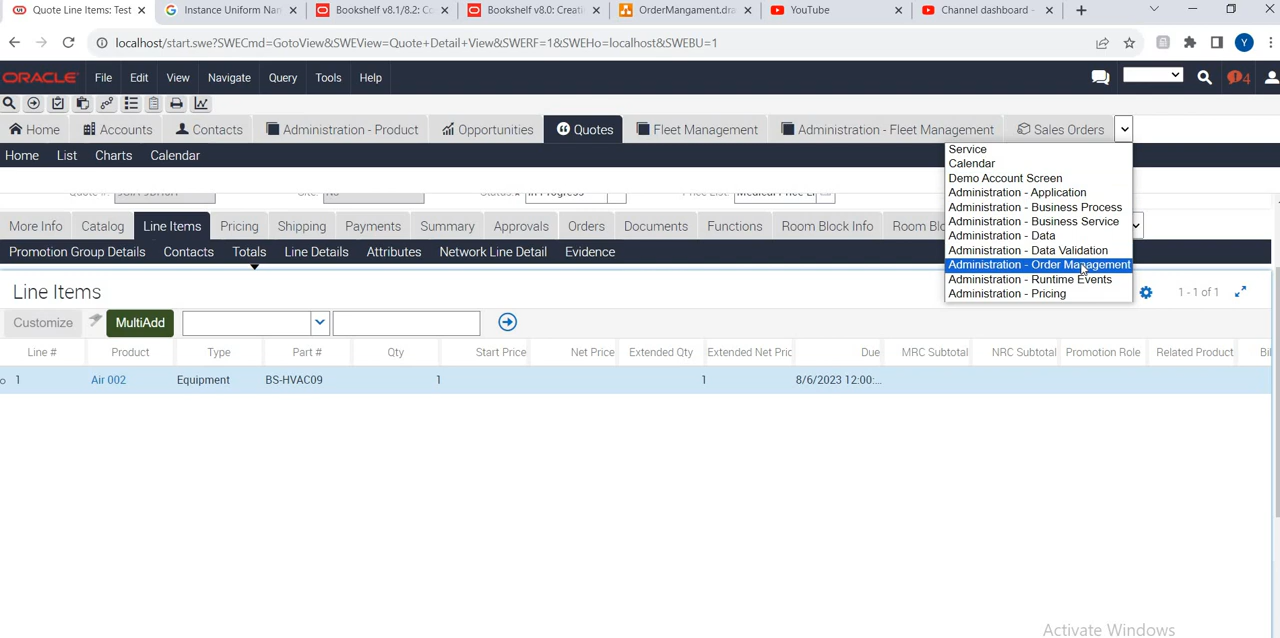 Quote Line Items: Test
Instance Uniform Nan
Bookshelf v8.1/8.2: Co
Bookshelf v8.0: Creati
OrderMangament.dra
YouTube
Channel dashboard -
localhost/start.swe?SWECmd=GotoView&SWEView=Quote+Detail+View&SWERF=1&SWEHo=localhost&SWEBU=1
Y
ORACLE File Edit View Navigate Query Tools Help
4
Home Accounts Contacts Administration - Product Opportunities Quotes Fleet Management Administration - Fleet Management Sales Orders
Home List Charts Calendar
Service
Calendar
Demo Account Screen
Administration - Application
Administration - Business Process
Administration - Business Service
Administration - Data
Administration - Data Validation
Administration - Order Management
Administration - Runtime Events
Administration - Pricing
More Info Catalog Line Items Pricing Shipping Payments Summary Approvals Orders Documents Functions Room Block Info Room Blo
Promotion Group Details Contacts Totals Line Details Attributes Network Line Detail Evidence
Line Items
1 - 1 of 1
Customize MultiAdd
Line # Product Type Part # Qty Start Price Net Price Extended Qty Extended Net Pric Due MRC Subtotal NRC Subtotal Promotion Role Related Product Bil
1 Air 002 Equipment BS-HVAC09 1 1 8/6/2023 12:00:...
Activate Windows